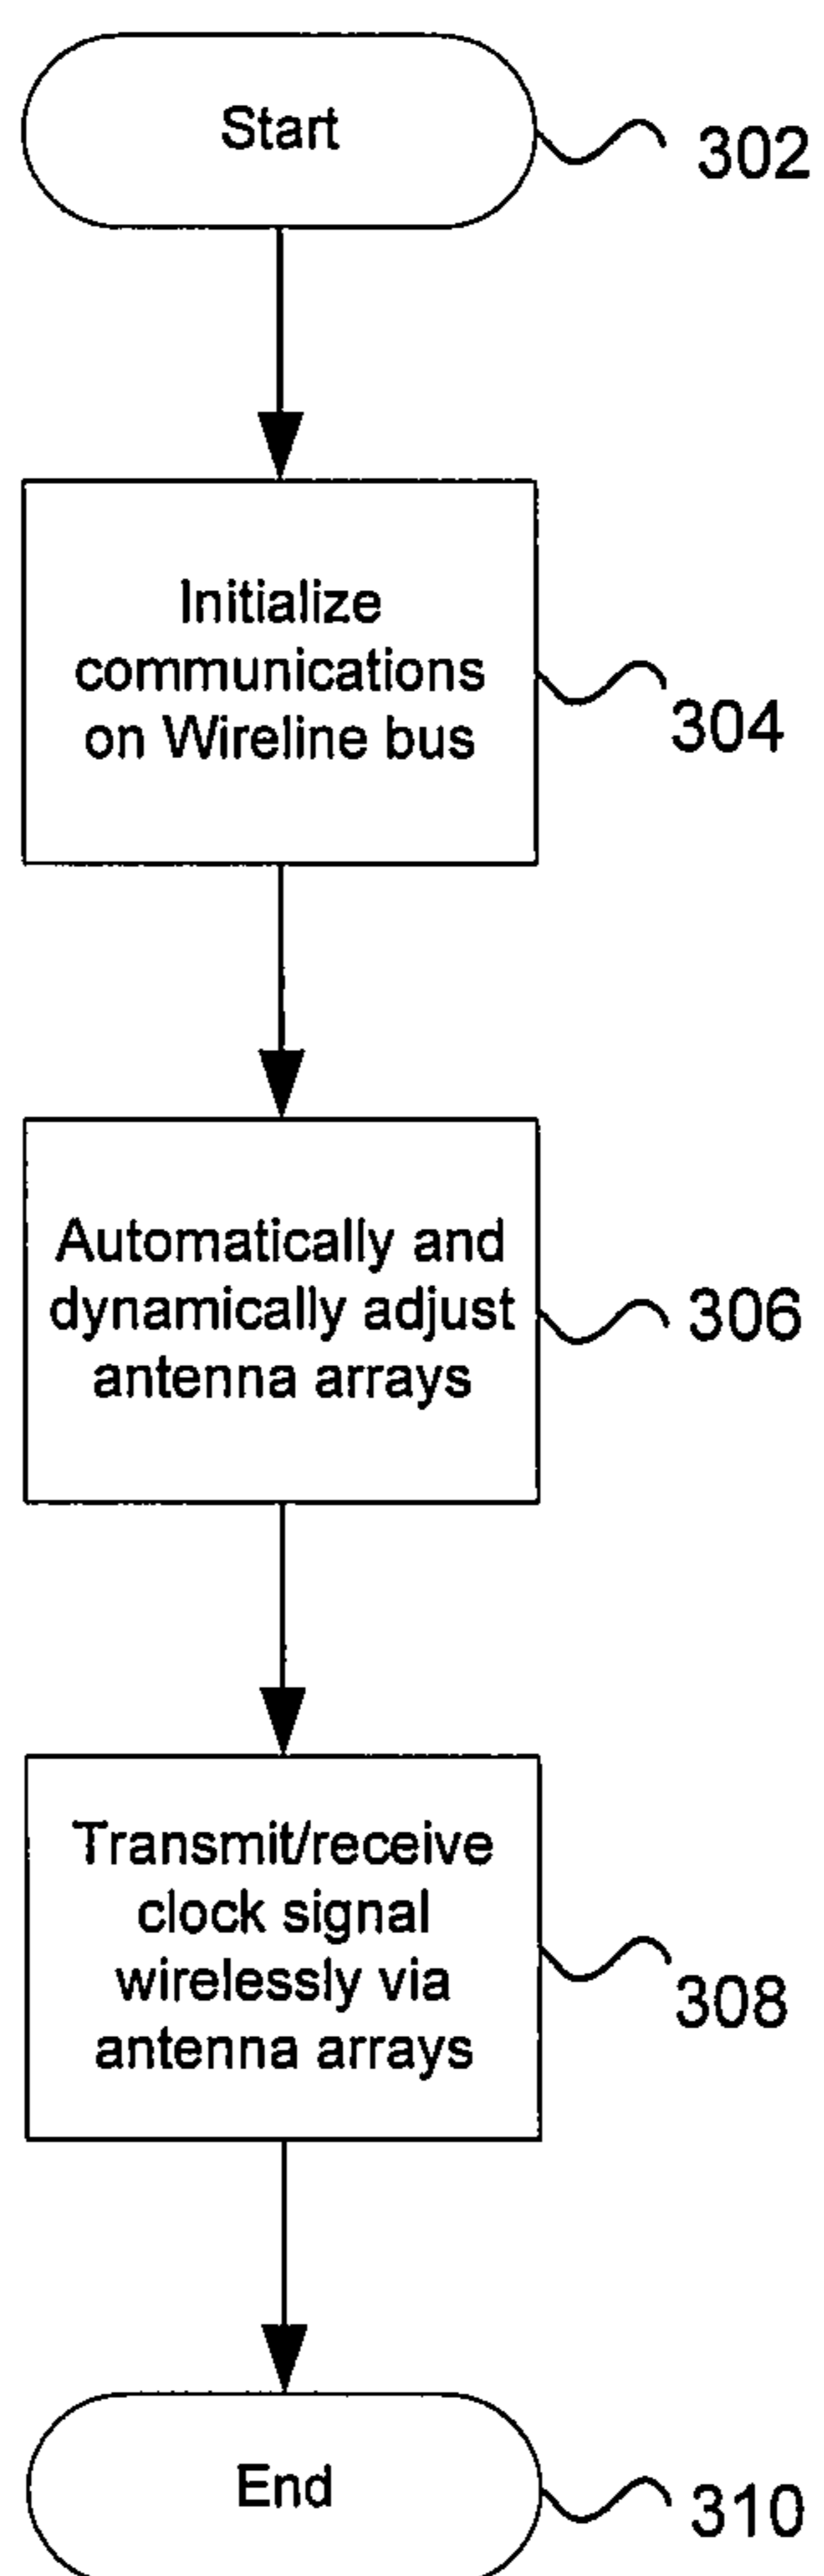 Start
302
Initialize
communications
on Wireline bus
304
Automatically and
dynamically adjust
antenna arrays
306
Transmit/receive
clock signal
wirelessly via
antenna arrays
308
End
310